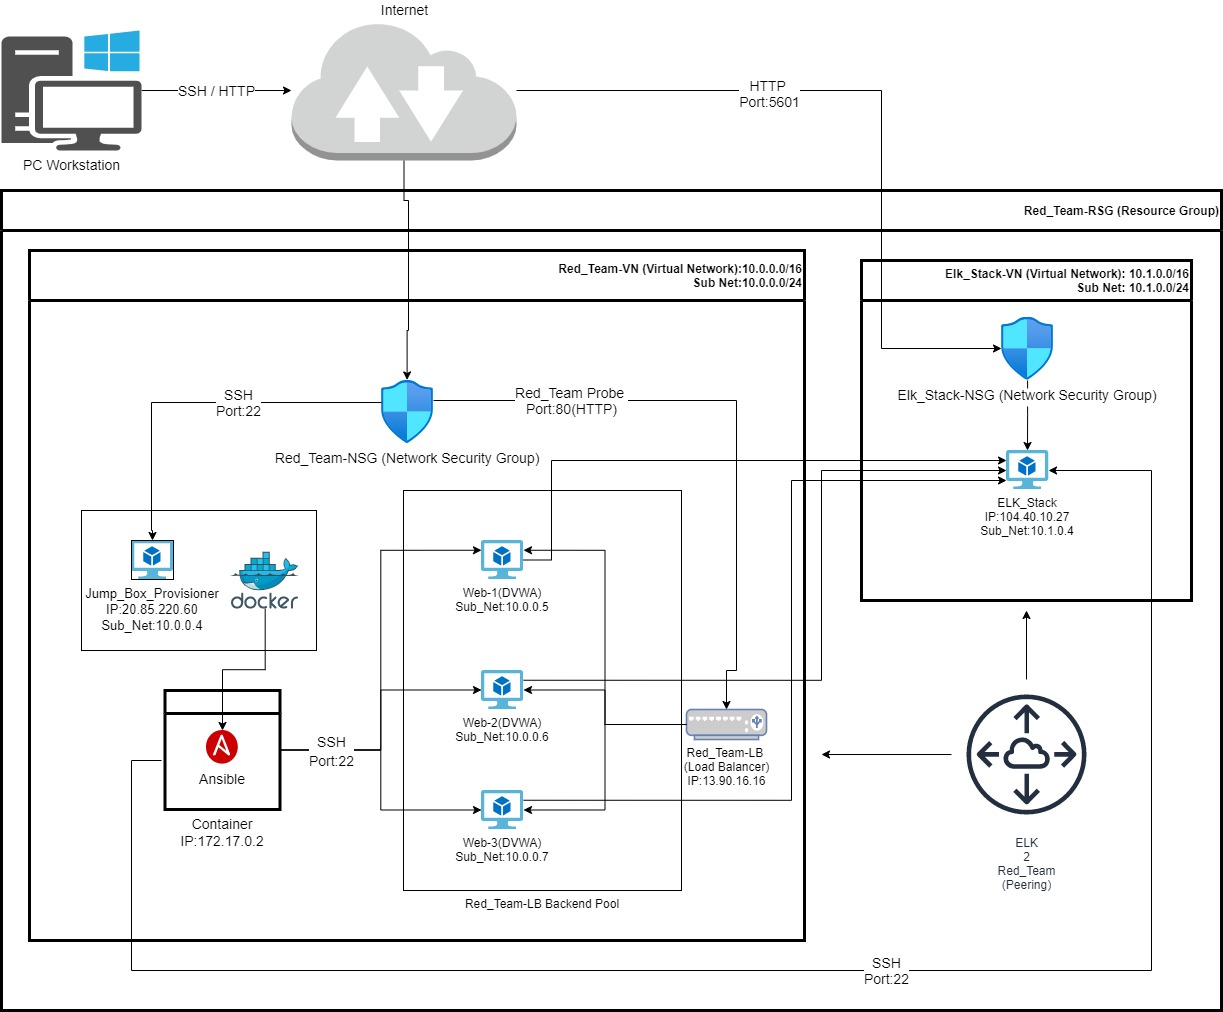 Internet
SSH / HTTP
HTTP
Port:5601
PC Workstation
Red_Team-RSG (Resource Group)
Red_Team-VN (Virtual Network):10.0.0.0/16
Sub Net:10.0.0.0/24
Elk_Stack-VN (Virtual Network): 10.1.0.0/16
Sub Net: 10.1.0.0/24
SSH
Port:22
Red_Team Probe
Port:80(HTTP)
Red_Team-NSG (Network Security Group)
Elk_Stack-NSG (Network Security Group)
ELK_Stack
IP:104.40.10.27
Sub_Net:10.1.0.4
Jump_Box_Provisioner
IP:20.85.220.60
Sub_Net:10.0.0.4
docker
Web-1(DVWA)
Sub_Net:10.0.0.5
Web-2(DVWA)
Sub_Net:10.0.0.6
Red_Team-LB
(Load Balancer)
IP:13.90.16.16
SSH
Port:22
Ansible
Container
IP:172.17.0.2
Web-3(DVWA)
Sub_Net:10.0.0.7
Red_Team-LB Backend Pool
ELK
2
Red_Team
(Peering)
SSH
Port:22